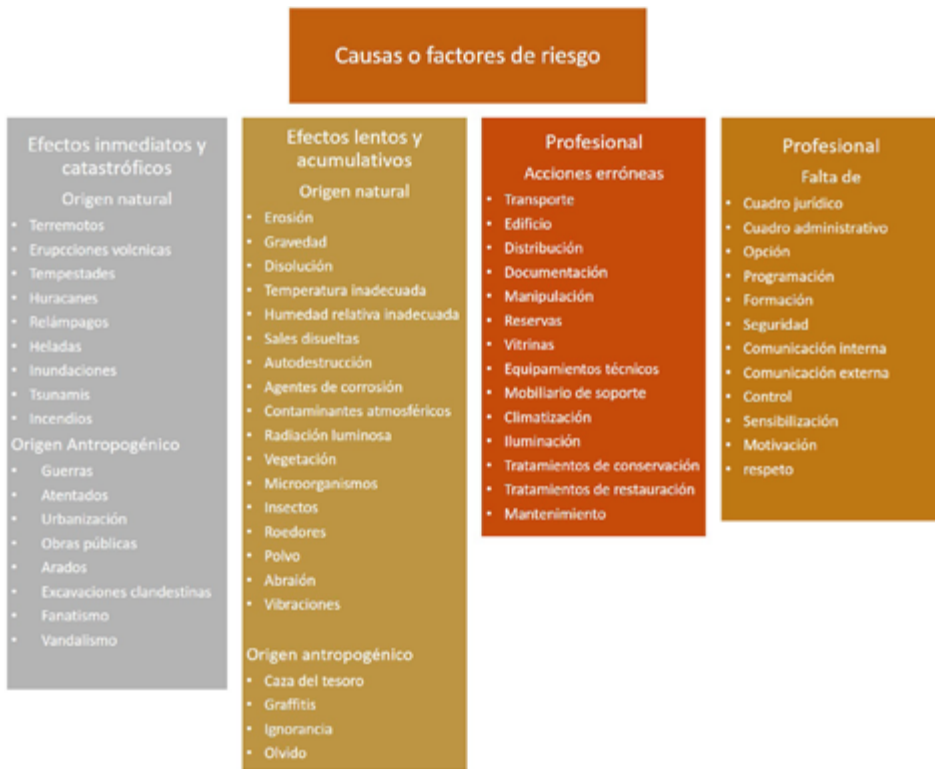 Causas o factores de riesgo
Efectos inmediatos y
catastróficos
Origen natural
• Terremotos
• Erupcciones volcnicas
• Tempestades
• Huracanes
• Relámpagos
• Heladas
• Inundaciones
• Tsunamis
• Incendios
Origen Antropogénico
• Guerras
• Atentados
• Urbanización
• Obras públicas
• Arados
• Excavaciones clandestinas
• Fanatismo
• Vandalismo
Efectos lentos y
acumulativos
Origen natural
• Erosión
• Gravedad
• Disolución
• Temperatura inadecuada
• Humedad relativa inadecuada
• Sales disueltas
• Autodestrucción
• Agentes de corrosión
• Contaminantes atmosféricos
• Radiación luminosa
• Vegetación
• Microorganismos
• Insectos
• Roedores
• Polvo
• Abraión
• Vibraciones
Origen antropogénico
• Caza del tesoro
• Graffitis
• Ignorancia
• Olvido
Profesional
Acciones erróneas
• Transporte
• Edificio
• Distribución
• Documentación
• Manipulación
• Reservas
• Vitrinas
• Equipamientos técnicos
• Mobiliario de soporte
• Climatización
• Iluminación
• Tratamientos de conservación
• Tratamientos de restauración
• Mantenimiento
Profesional
Falta de
• Cuadro jurídico
• Cuadro administrativo
• Opción
• Programación
• Formación
• Seguridad
• Comunicación interna
• Comunicación externa
• Control
• Sensibilización
• Motivación
• respeto